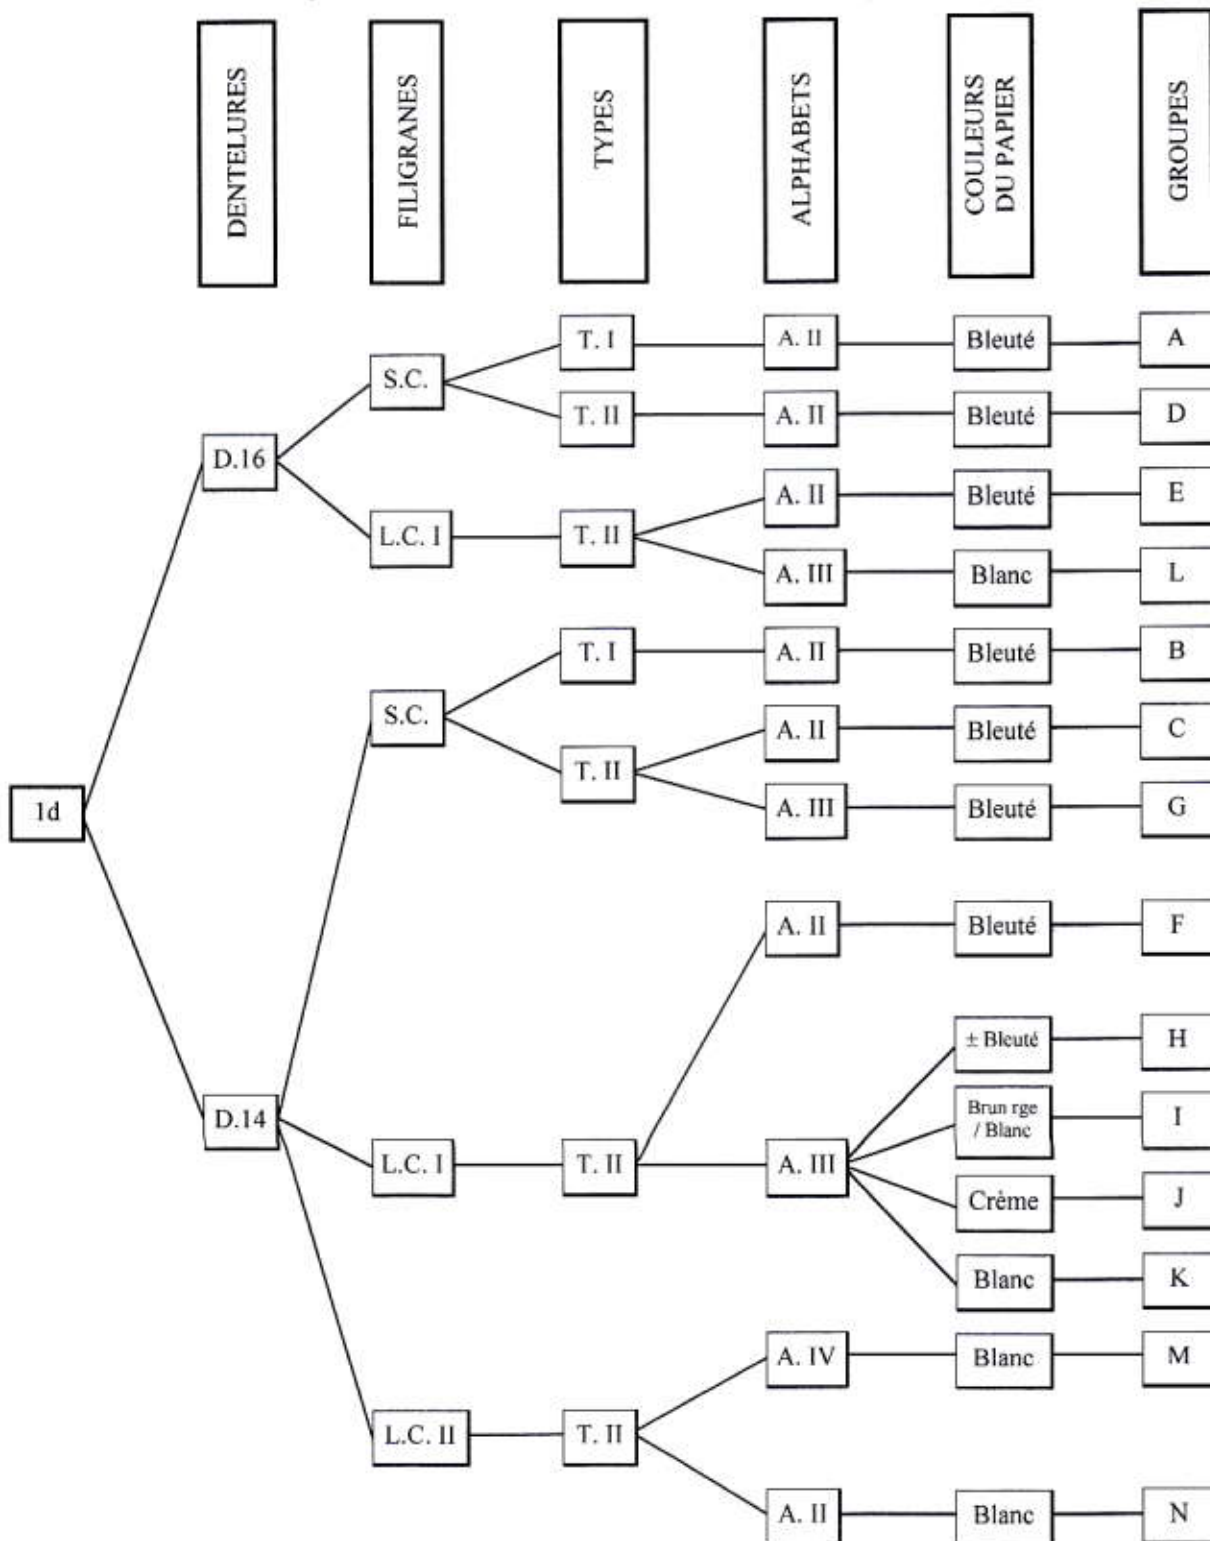 DENTELURES
FILIGRANES
TYPES
ALPHABETS
COULEURS
DU PAPIER
GROUPES
T. I
A. II
Bleuté
A
S.C.
T. II
A. II
Bleuté
D
D.16
A. II
Bleuté
E
L.C. I
T. II
A. III
Blanc
L
T. I
A. II
Bleuté
B
S.C.
A. II
Bleuté
C
T. II
1d
A. III
Bleuté
G
A. II
Bleuté
F
± Bleuté
H
D.14
Brun rge
/ Blanc
I
L.C. I
T. II
A. III
Crème
J
Blanc
K
A. IV
Blanc
M
L.C. II
T. II
A. II
Blanc
N